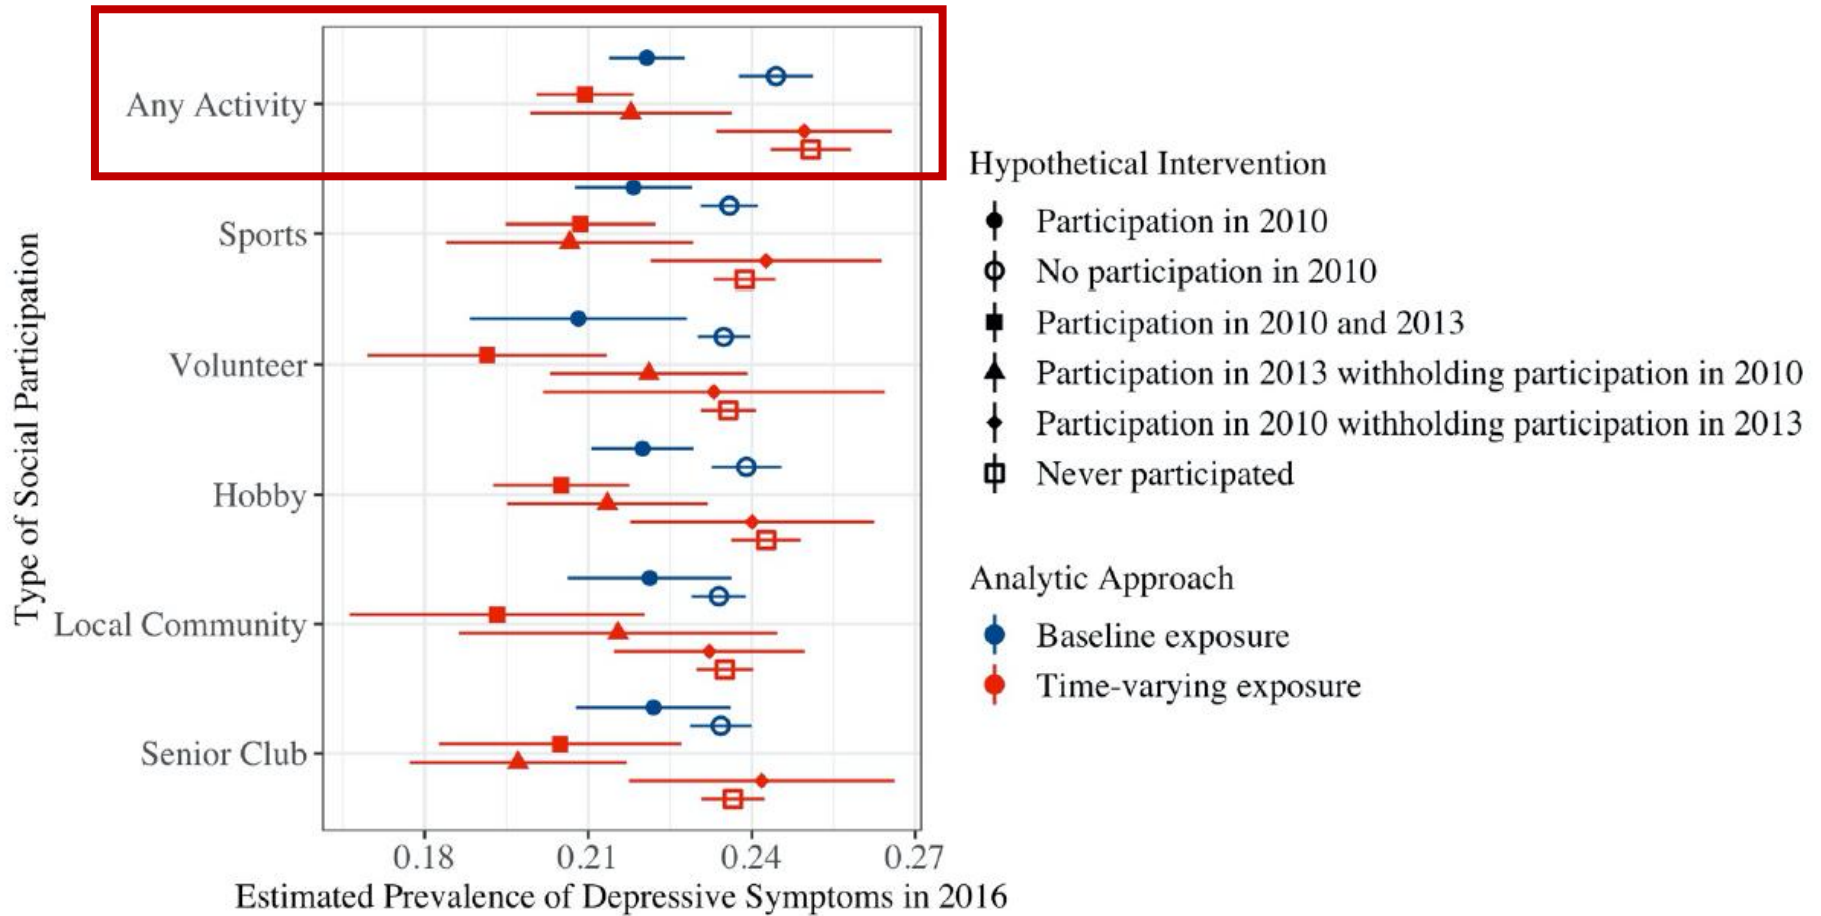 Type of Social Participation
Any Activity
Sports
Volunteer
Hobby
Local Community
Senior Club
0.18 0.21 0.24 0.27
Estimated Prevalence of Depressive Symptoms in 2016
Hypothetical Intervention
Participation in 2010
No participation in 2010
Participation in 2010 and 2013
Participation in 2013 withholding participation in 2010
Participation in 2010 withholding participation in 2013
Never participated
Analytic Approach
Baseline exposure
Time-varying exposure